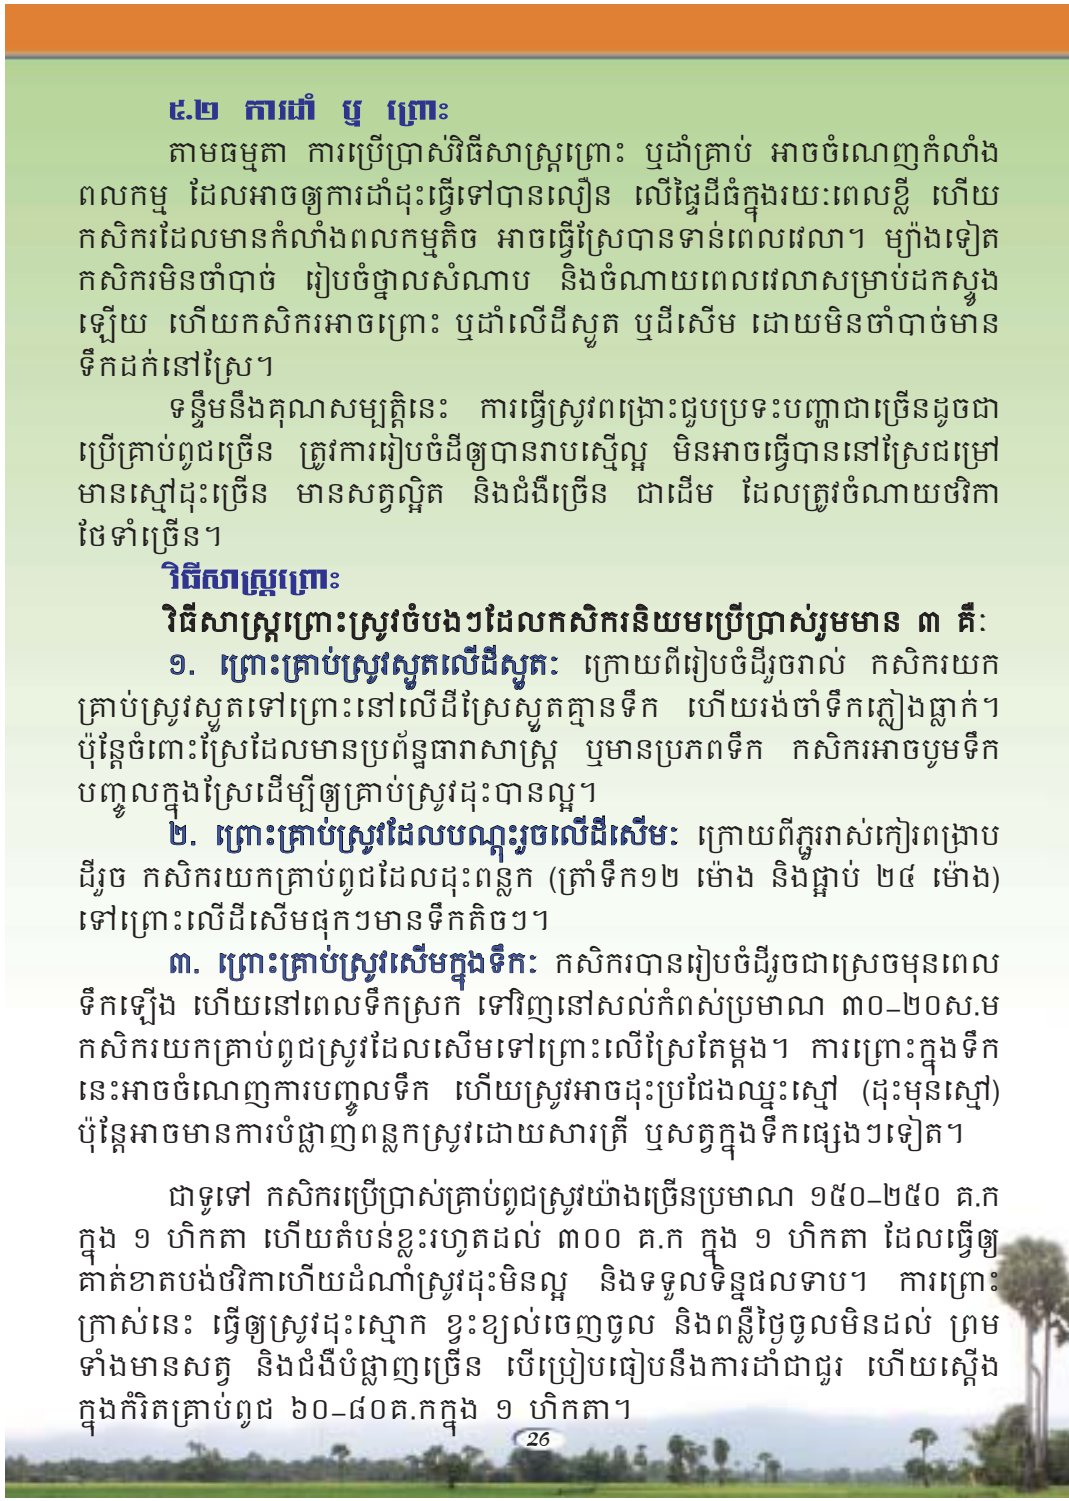 ៥.២ ការដាំ ឬ ព្រោះ
តាមធម្មតា ការប្រើប្រាស់វិធីសាស្ត្រព្រោះ ឬដាំគ្រាប់ អាចចំណេញកំលាំង
ពលកម្ម ដែលអាចឲ្យការដាំដុះធ្វើទៅបានលឿន លើផ្ទៃដីធំក្នុងរយៈពេលខ្លី ហើយ
កសិករដែលមានកំលាំងពលកម្មតិច អាចធ្វើស្រែបានទាន់ពេលវេលា។ ម្យ៉ាងទៀត
កសិករមិនចាំបាច់ រៀបចំថ្នាលសំណាប និងចំណាយពេលវេលាសម្រាប់ដកស្ទូង
ឡើយ ហើយកសិករអាចព្រោះ ឬដាំលើដីស្ងួត ឬដីសើម ដោយមិនចាំបាច់មាន
ទឹកដក់នៅស្រែ។
ទន្ទឹមនឹងគុណសម្បត្តិនេះ ការធ្វើស្រូវពង្រោះជួបប្រទះបញ្ហាជាច្រើនដូចជា
ប្រើគ្រាប់ពូជច្រើន ត្រូវការរៀបចំដីឲ្យបានរាបស្មើល្អ មិនអាចធ្វើបាននៅស្រែជម្រៅ
មានស្មៅដុះច្រើន មានសត្វល្អិត និងជំងឺច្រើន ជាដើម ដែលត្រូវចំណាយថវិកា
ថែទាំច្រើន។
វិធីសាស្ត្រព្រោះ
វិធីសាស្ត្រព្រោះស្រូវចំបងៗដែលកសិករនិយមប្រើប្រាស់រួមមាន ៣ គឺៈ
១. ព្រោះគ្រាប់ស្រូវស្ងួតលើដីស្ងួតៈ ក្រោយពីរៀបចំដីរួចរាល់ កសិករយក
គ្រាប់ស្រូវស្ងួតទៅព្រោះនៅលើដីស្រែស្ងួតគ្មានទឹក ហើយរង់ចាំទឹកភ្លៀងធ្លាក់។
ប៉ុន្តែចំពោះស្រែដែលមានប្រព័ន្ឋធារាសាស្ត្រ ឬមានប្រភពទឹក កសិករអាចបូមទឹក
បញ្ចូលក្នុងស្រែដើម្បីឲ្យគ្រាប់ស្រូវដុះបានល្អ។
២. ព្រោះគ្រាប់ស្រូវដែលបណ្តុះរួចលើដីសើមៈ ក្រោយពីភ្ជួររាស់កៀរពង្រាប
ដីរួច កសិករយកគ្រាប់ពូជដែលដុះពន្លក (ត្រាំទឹក១២ ម៉ោង និងផ្អាប់ ២៤ ម៉ោង)
ទៅព្រោះលើដីសើមផុកៗមានទឹកតិចៗ។
៣. ព្រោះគ្រាប់ស្រូវសើមក្នុងទឹកៈ កសិករបានរៀបចំដីរួចជាស្រេចមុនពេល
ទឹកឡើង ហើយនៅពេលទឹកស្រក ទៅវិញនៅសល់កំពស់ប្រមាណ ៣០–២០ស.ម
កសិករយកគ្រាប់ពូជស្រូវដែលសើមទៅព្រោះលើស្រែតែម្តង។ ការព្រោះក្នុងទឹក
នេះអាចចំណេញការបញ្ចូលទឹក ហើយស្រូវអាចដុះប្រជែងឈ្នះស្មៅ (ដុះមុនស្មៅ)
ប៉ុន្តែអាចមានការបំផ្លាញពន្លកស្រូវដោយសារត្រី ឬសត្វក្នុងទឹកផ្សេងៗទៀត។
ជាទូទៅ កសិករប្រើប្រាស់គ្រាប់ពូជស្រូវយ៉ាងច្រើនប្រមាណ ១៥០–២៥០ គ.ក
ក្នុង ១ ហិកតា ហើយតំបន់ខ្លះរហូតដល់ ៣០០ គ.ក ក្នុង ១ ហិកតា ដែលធ្វើឲ្យ
គាត់ខាតបង់ថវិកាហើយដំណាំស្រូវដុះមិនល្អ និងទទួលទិន្នផលទាប។ ការព្រោះ
ក្រាស់នេះ ធ្វើឲ្យស្រូវដុះស្មោក ខ្វះខ្យល់ចេញចូល និងពន្លឺថ្ងៃចូលមិនដល់ ព្រម
ទាំងមានសត្វ និងជំងឺបំផ្លាញច្រើន បើប្រៀបធៀបនឹងការដាំជាជួរ ហើយស្តើង
ក្នុងកំរិតគ្រាប់ពូជ ៦០–៨០គ.កក្នុង ១ ហិកតា។
26